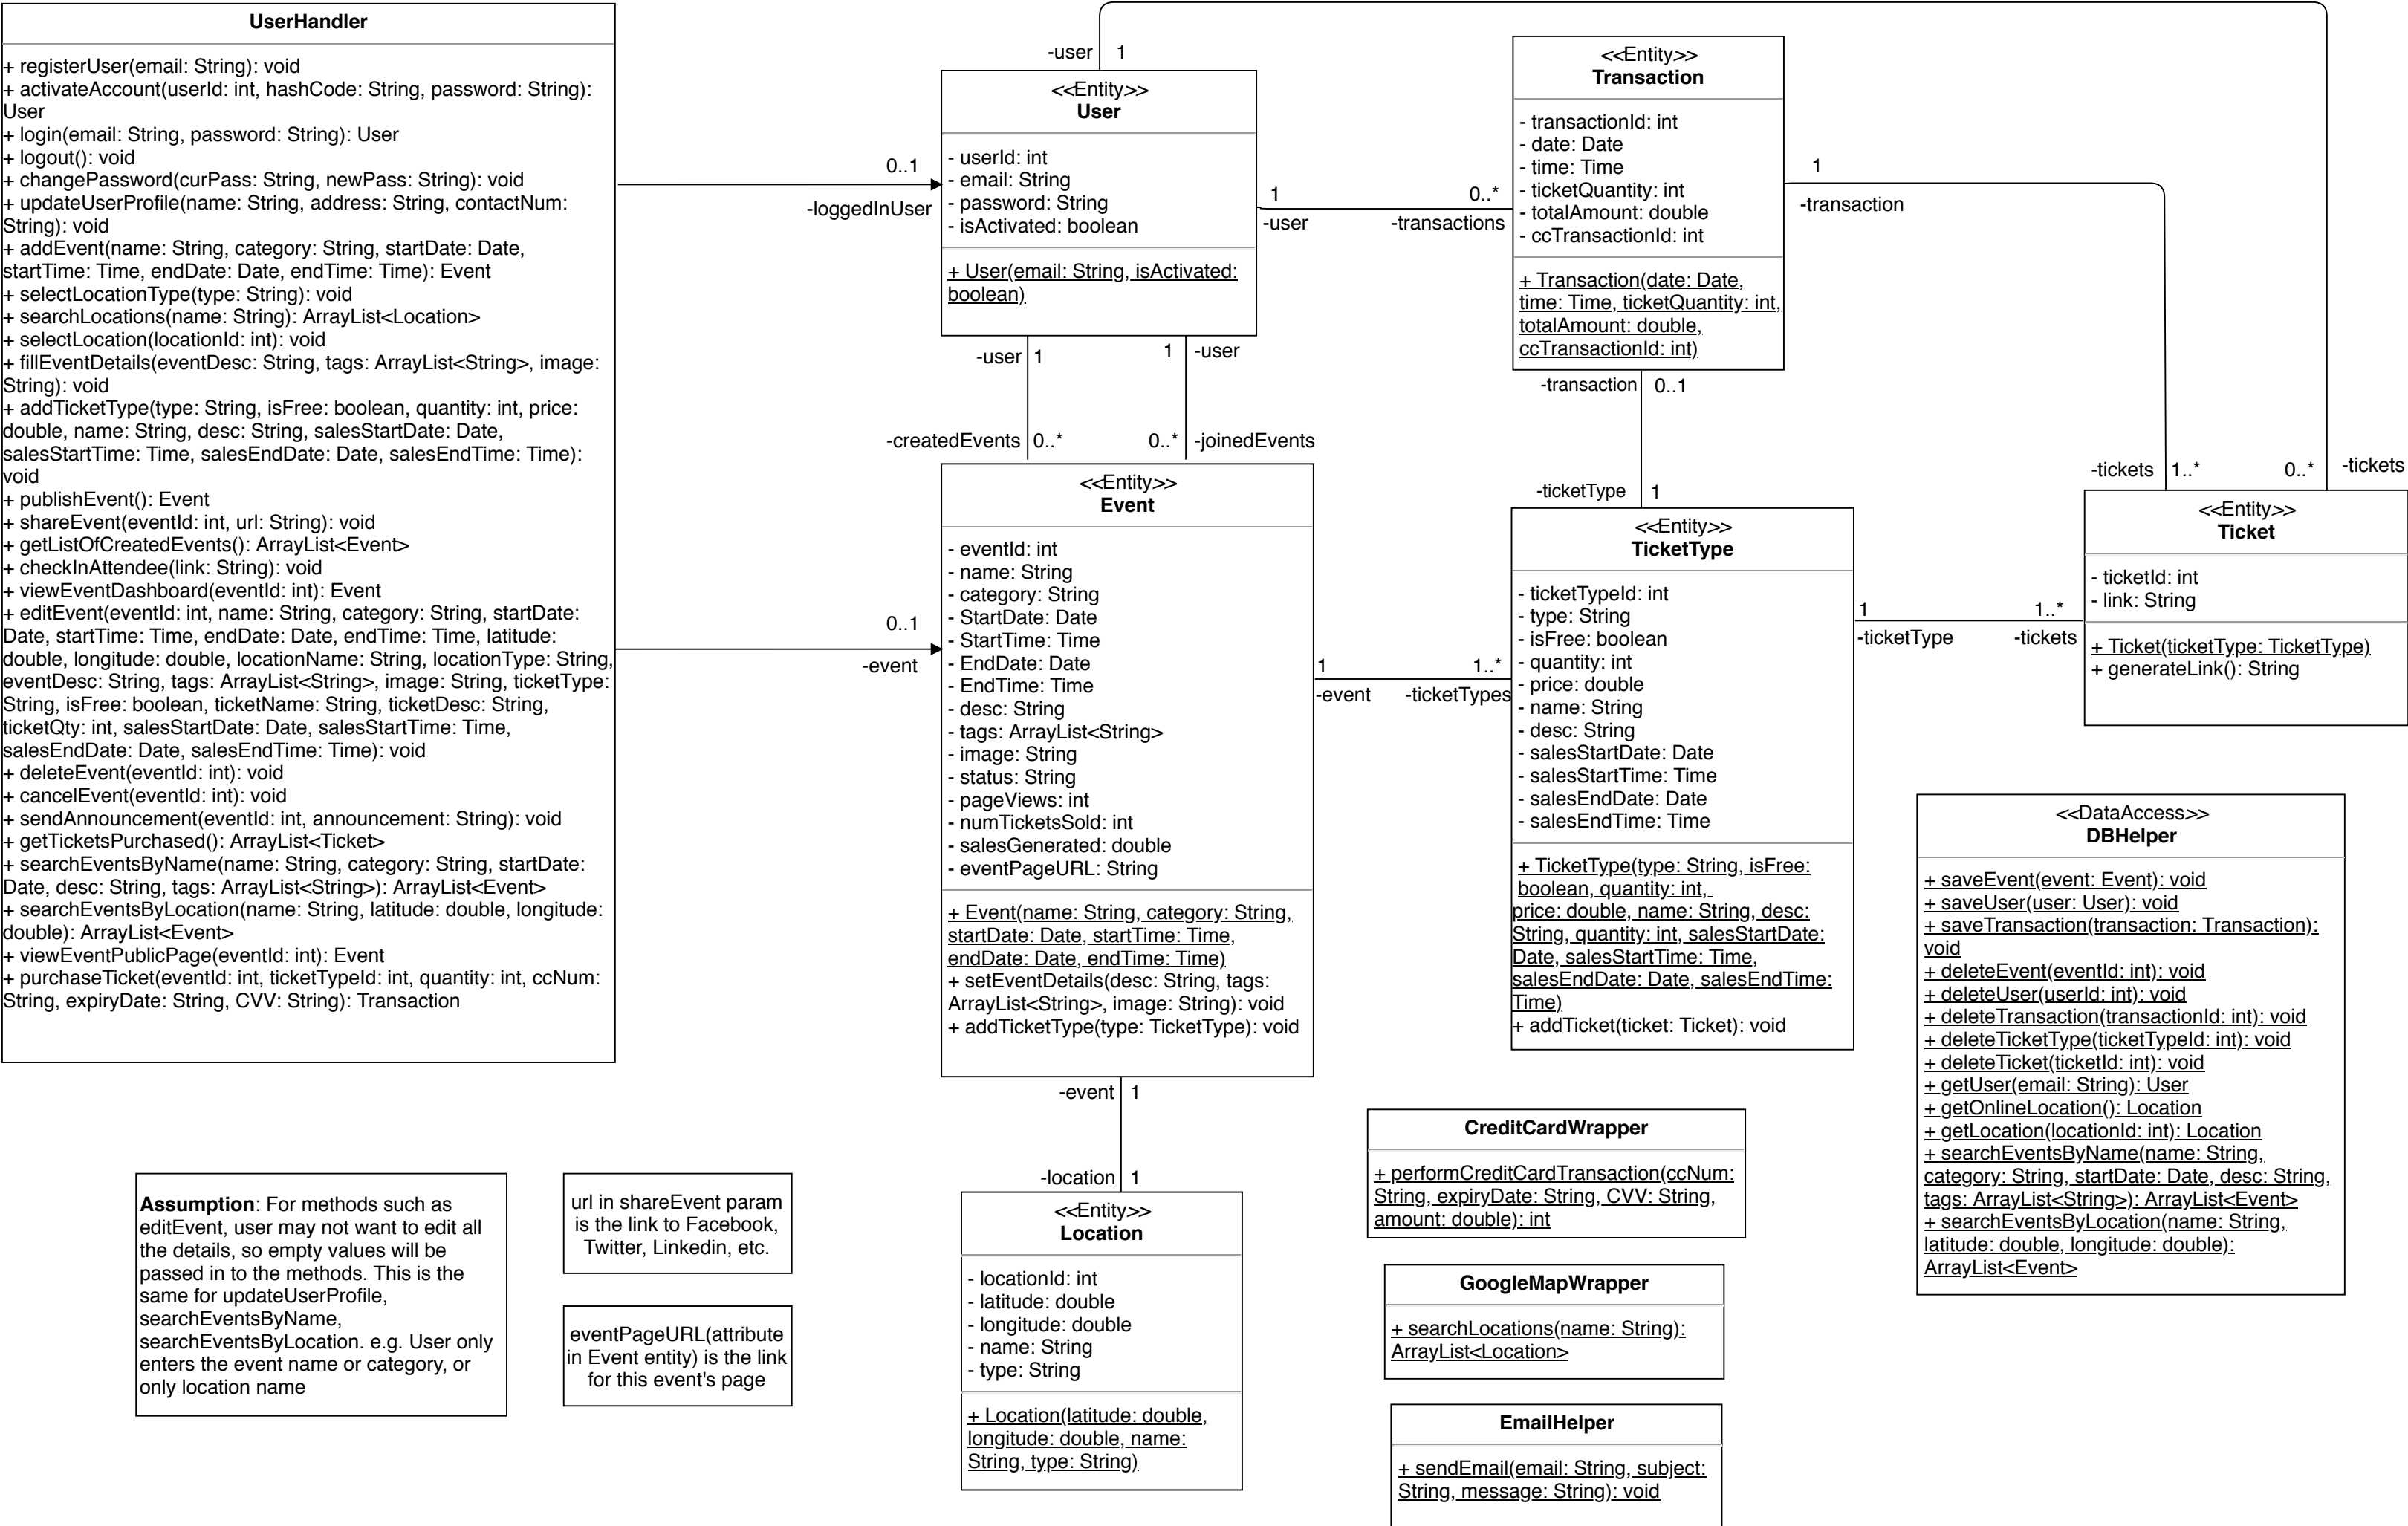 UserHandler
+ registerUser(email: String): void
+ activateAccount(userId: int, hashCode: String, password: String):
User
+ login(email: String, password: String): User
+ logout(): void
+ changePassword(curPass: String, newPass: String): void
+ updateUserProfile(name: String, address: String, contactNum:
String): void
+ addEvent(name: String, category: String, startDate: Date,
startTime: Time, endDate: Date, endTime: Time): Event
+ selectLocationType(type: String): void
+ searchLocations(name: String): ArrayList<Location>
+ selectLocation(locationId: int): void
+ fillEventDetails(eventDesc: String, tags: ArrayList<String>, image:
String): void
+ addTicketType(type: String, isFree: boolean, quantity: int, price:
double, name: String, desc: String, salesStartDate: Date,
salesStartTime: Time, salesEndDate: Date, salesEndTime: Time):
void
+ publishEvent(): Event
+ shareEvent(eventId: int, url: String): void
+ getListOfCreatedEvents(): ArrayList<Event>
+ checkInAttendee(link: String): void
+ viewEventDashboard(eventId: int): Event
+ editEvent(eventId: int, name: String, category: String, startDate:
Date, startTime: Time, endDate: Date, endTime: Time, latitude:
double, longitude: double, locationName: String, locationType: String,
eventDesc: String, tags: ArrayList<String>, image: String, ticketType:
String, isFree: boolean, ticketName: String, ticketDesc: String,
ticketQty: int, salesStartDate: Date, salesStartTime: Time,
salesEndDate: Date, salesEndTime: Time): void
+ deleteEvent(eventId: int): void
+ cancelEvent(eventId: int): void
+ sendAnnouncement(eventId: int, announcement: String): void
+ getTicketsPurchased(): ArrayList<Ticket>
+ searchEventsByName(name: String, category: String, startDate:
Date, desc: String, tags: ArrayList<String>): ArrayList<Event>
+ searchEventsByLocation(name: String, latitude: double, longitude:
double): ArrayList<Event>
+ viewEventPublicPage(eventId: int): Event
+ purchaseTicket(eventId: int, ticketTypeId: int, quantity: int, ccNum:
String, expiryDate: String, CVV: String): Transaction
0..1
-loggedInUser
0..1
-event
-user 1
<<Entity>>
User
- userId: int
- email: String
- password: String
- isActivated: boolean
+ User(email: String, isActivated:
boolean)
1
-user
0..*
-transactions
-user 1
1 -user
-createdEvents 0..*
0..* -joinedEvents
<<Entity>>
Event
- eventId: int
- name: String
- category: String
- StartDate: Date
- StartTime: Time
- EndDate: Date
- EndTime: Time
- desc: String
- tags: ArrayList<String>
- image: String
- status: String
- pageViews: int
- numTicketsSold: int
- salesGenerated: double
- eventPageURL: String
+ Event(name: String, category: String,
startDate: Date, startTime: Time,
endDate: Date, endTime: Time)
+ setEventDetails(desc: String, tags:
ArrayList<String>, image: String): void
+ addTicketType(type: TicketType): void
1
-event
1..*
-ticketTypes
-event 1
-location 1
<<Entity>>
Location
- locationId: int
- latitude: double
- longitude: double
- name: String
- type: String
+ Location(latitude: double,
longitude: double, name:
String, type: String)
<<Entity>>
Transaction
- transactionId: int
- date: Date
- time: Time
- ticketQuantity: int
- totalAmount: double
- ccTransactionId: int
+ Transaction(date: Date,
time: Time, ticketQuantity: int,
totalAmount: double,
ccTransactionId: int)
1
-transaction
-transaction 0..1
-ticketType 1
<<Entity>>
TicketType
- ticketTypeId: int
- type: String
- isFree: boolean
- quantity: int
- price: double
- name: String
- desc: String
- salesStartDate: Date
- salesStartTime: Time
- salesEndDate: Date
- salesEndTime: Time
+ TicketType(type: String, isFree:
boolean, quantity: int,
price: double, name: String, desc:
String, quantity: int, salesStartDate:
Date, salesStartTime: Time,
salesEndDate: Date, salesEndTime:
Time)
+ addTicket(ticket: Ticket): void
1
-ticketType
1..*
-tickets
-tickets 1..*
0..* -tickets
<<Entity>>
Ticket
- ticketId: int
- link: String
+ Ticket(ticketType: TicketType)
+ generateLink(): String
<<DataAccess>>
DBHelper
+ saveEvent(event: Event): void
+ saveUser(user: User): void
+ saveTransaction(transaction: Transaction):
void
+ deleteEvent(eventId: int): void
+ deleteUser(userId: int): void
+ deleteTransaction(transactionId: int): void
+ deleteTicketType(ticketTypeId: int): void
+ deleteTicket(ticketId: int): void
+ getUser(email: String): User
+ getOnlineLocation(): Location
+ getLocation(locationId: int): Location
+ searchEventsByName(name: String,
category: String, startDate: Date, desc: String,
tags: ArrayList<String>): ArrayList<Event>
+ searchEventsByLocation(name: String,
latitude: double, longitude: double):
ArrayList<Event>
CreditCardWrapper
+ performCreditCardTransaction(ccNum:
String, expiryDate: String, CVV: String,
amount: double): int
GoogleMapWrapper
+ searchLocations(name: String):
ArrayList<Location>
EmailHelper
+ sendEmail(email: String, subject:
String, message: String): void
Assumption: For methods such as
editEvent, user may not want to edit all
the details, so empty values will be
passed in to the methods. This is the
same for updateUserProfile,
searchEventsByName,
searchEventsByLocation. e.g. User only
enters the event name or category, or
only location name
url in shareEvent param
is the link to Facebook,
Twitter, Linkedin, etc.
eventPageURL(attribute
in Event entity) is the link
for this event's page